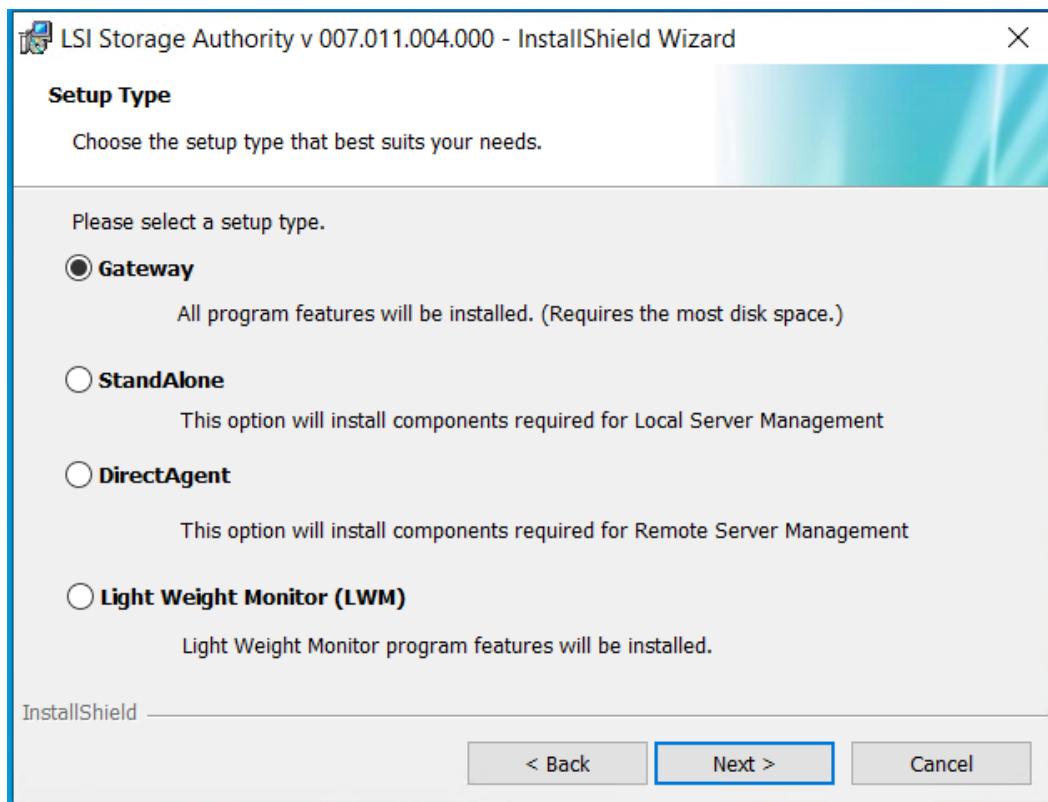 LSI Storage Authority v 007.011.004.000 - InstallShield Wizard
Setup Type
Choose the setup type that best suits your needs.
Please select a setup type.
Gateway
All program features will be installed. (Requires the most disk space.)
StandAlone
This option will install components required for Local Server Management
DirectAgent
This option will install components required for Remote Server Management
Light Weight Monitor (LWM)
Light Weight Monitor program features will be installed.
InstallShield
< Back Next > Cancel